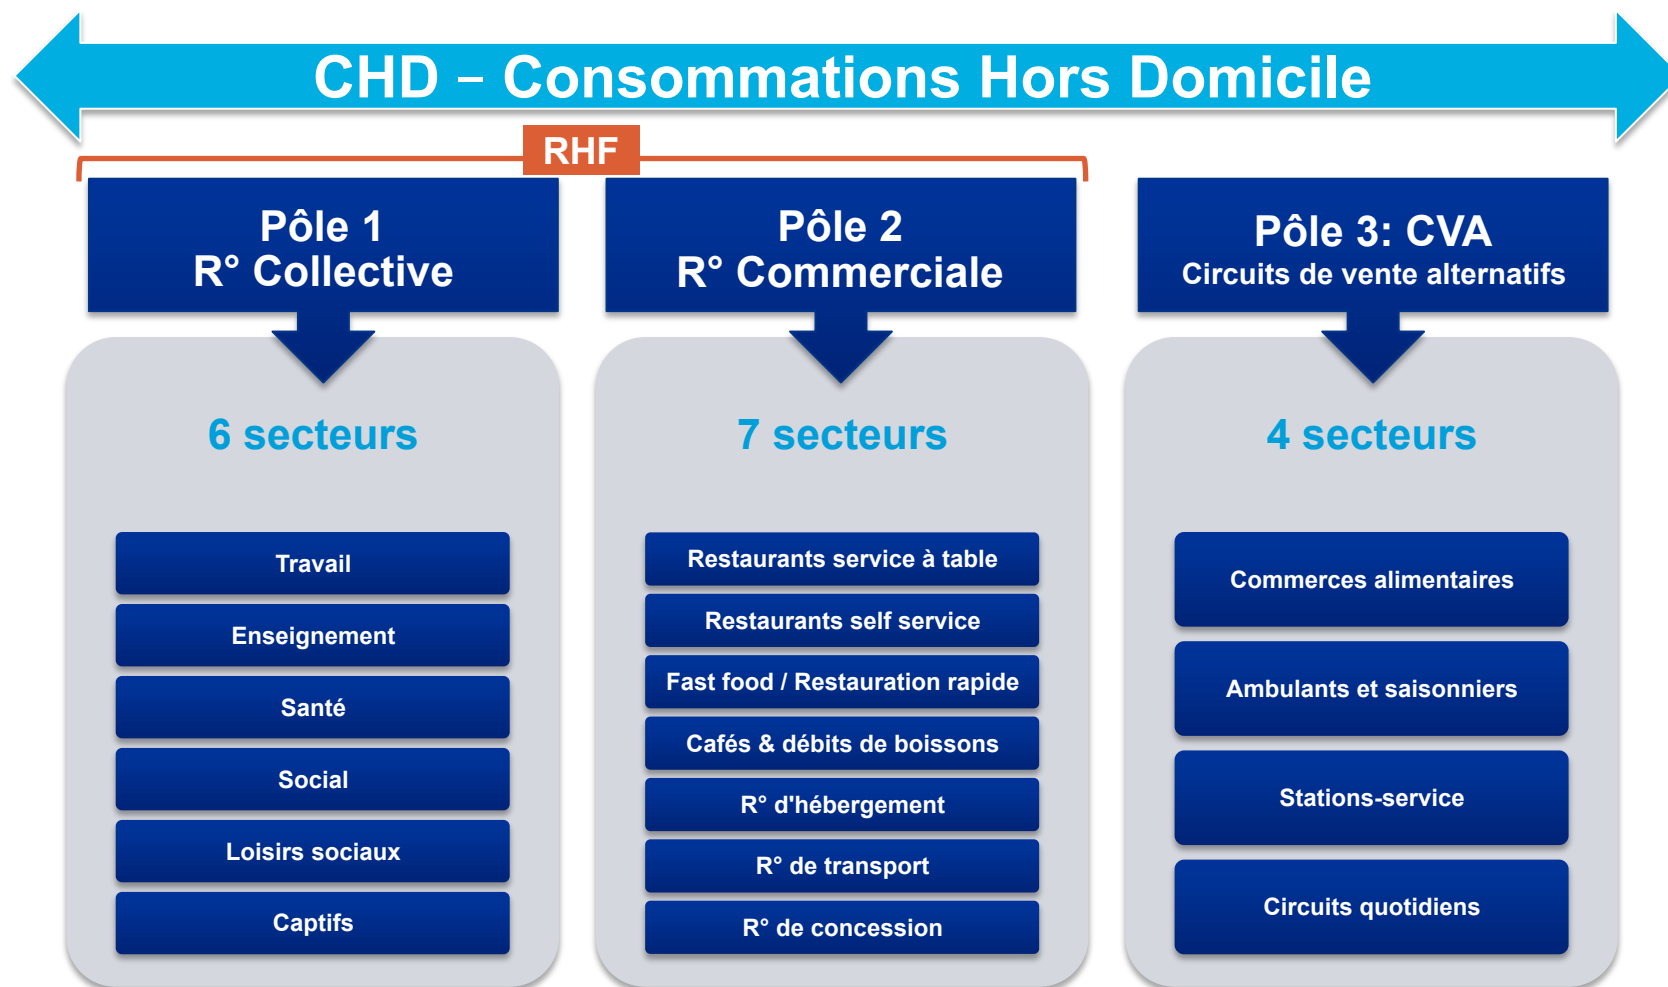 CHD – Consommations Hors Domicile
RHF
Pôle 1
R° Collective
6 secteurs
Travail
Enseignement
Santé
Social
Loisirs sociaux
Captifs
Pôle 2
R° Commerciale
7 secteurs
Restaurants service à table
Restaurants self service
Fast food / Restauration rapide
Cafés & débits de boissons
R° d'hébergement
R° de transport
R° de concession
Pôle 3: CVA
Circuits de vente alternatifs
4 secteurs
Commerces alimentaires
Ambulants et saisonniers
Stations-service
Circuits quotidiens